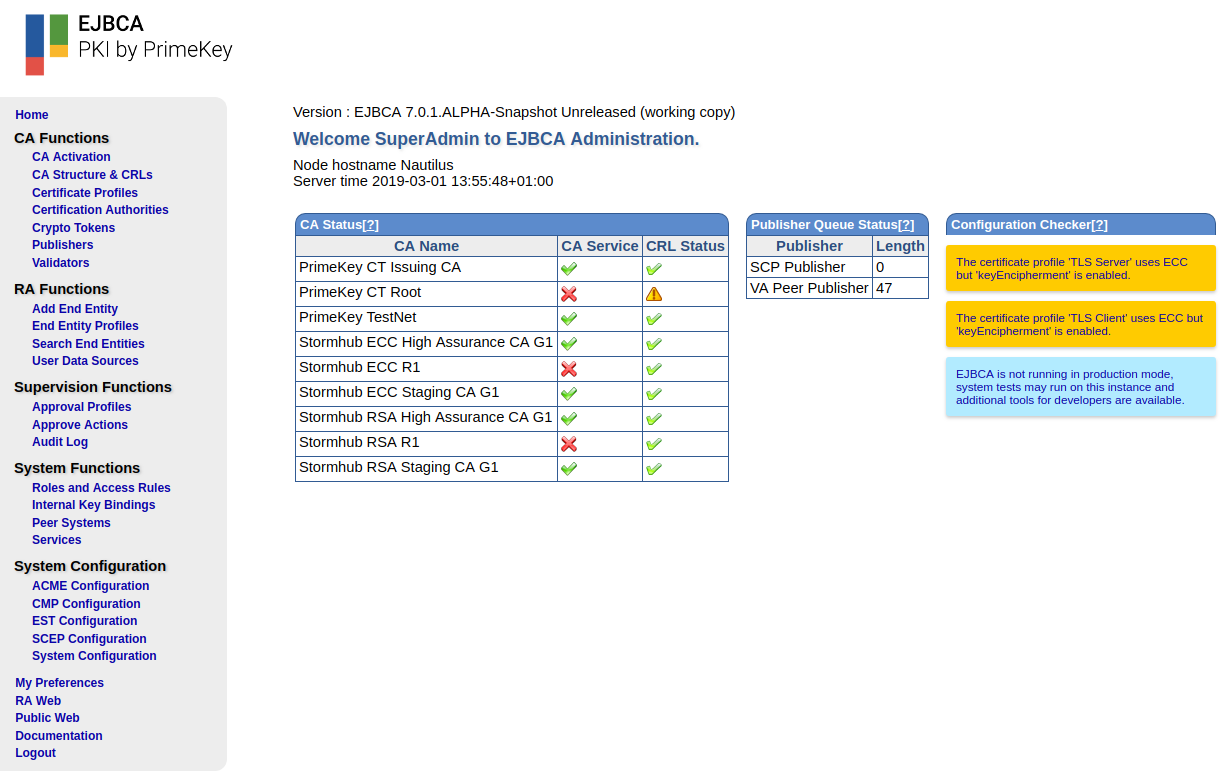 EJBCA
PKI by PrimeKey
Home
CA Functions
CA Activation
CA Structure & CRLs
Certificate Profiles
Certification Authorities
Crypto Tokens
Publishers
Validators
RA Functions
Add End Entity
End Entity Profiles
Search End Entities
User Data Sources
Supervision Functions
Approval Profiles
Approve Actions
Audit Log
System Functions
Roles and Access Rules
Internal Key Bindings
Peer Systems
Services
System Configuration
ACME Configuration
CMP Configuration
EST Configuration
SCEP Configuration
System Configuration
My Preferences
RA Web
Public Web
Documentation
Logout
Version : EJBCA 7.0.1.ALPHA-Snapshot Unreleased (working copy)
Welcome SuperAdmin to EJBCA Administration.
Node hostname Nautilus
Server time 2019-03-01 13:55:48+01:00
CA Status[?]
CA Name CA Service CRL Status
PrimeKey CT Issuing CA
PrimeKey CT Root
PrimeKey TestNet
Stormhub ECC High Assurance CA G1
Stormhub ECC R1
Stormhub ECC Staging CA G1
Stormhub RSA High Assurance CA G1
Stormhub RSA R1
Stormhub RSA Staging CA G1
Publisher Queue Status[?]
Publisher Length
SCP Publisher 0
VA Peer Publisher 47
Configuration Checker[?]
The certificate profile 'TLS Server' uses ECC
but 'keyEncipherment' is enabled.
The certificate profile 'TLS Client' uses ECC but
'keyEncipherment' is enabled.
EJBCA is not running in production mode,
system tests may run on this instance and
additional tools for developers are available.